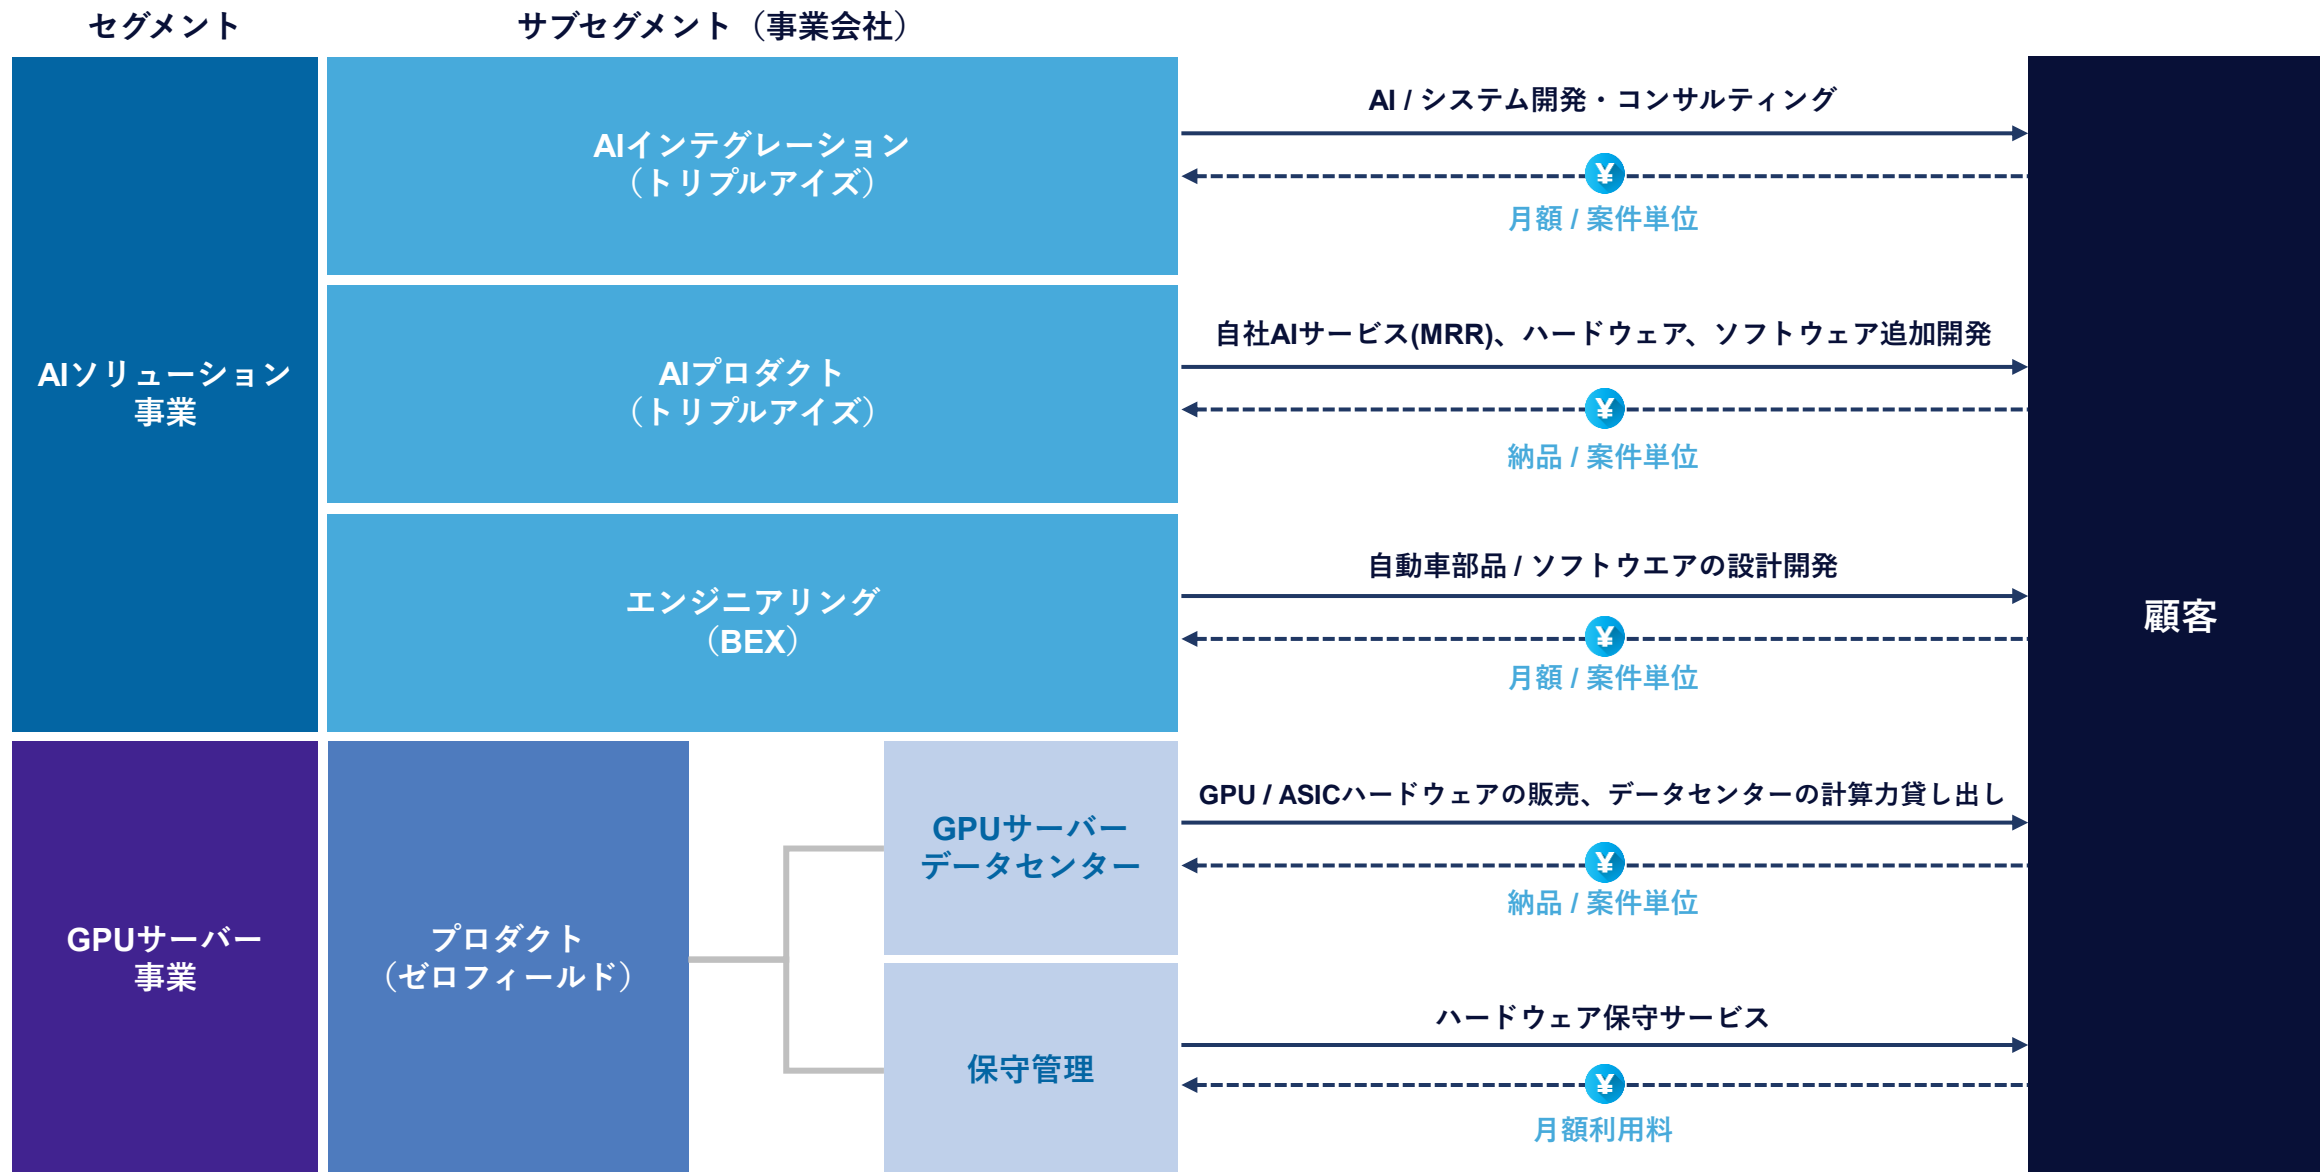 セグメント
サブセグメント（事業会社）
AIソリューション
事業
AIインテグレーション
（トリプルアイズ）
AI / システム開発・コンサルティング
¥
月額 / 案件単位
AIプロダクト
（トリプルアイズ）
自社AIサービス(MRR)、ハードウェア、ソフトウェア追加開発
¥
納品 / 案件単位
エンジニアリング
（BEX）
自動車部品 / ソフトウエアの設計開発
¥
月額 / 案件単位
顧客
GPUサーバー
事業
プロダクト
（ゼロフィールド）
GPUサーバー
データセンター
GPU / ASICハードウェアの販売、データセンターの計算力貸し出し
¥
納品 / 案件単位
保守管理
ハードウェア保守サービス
¥
月額利用料